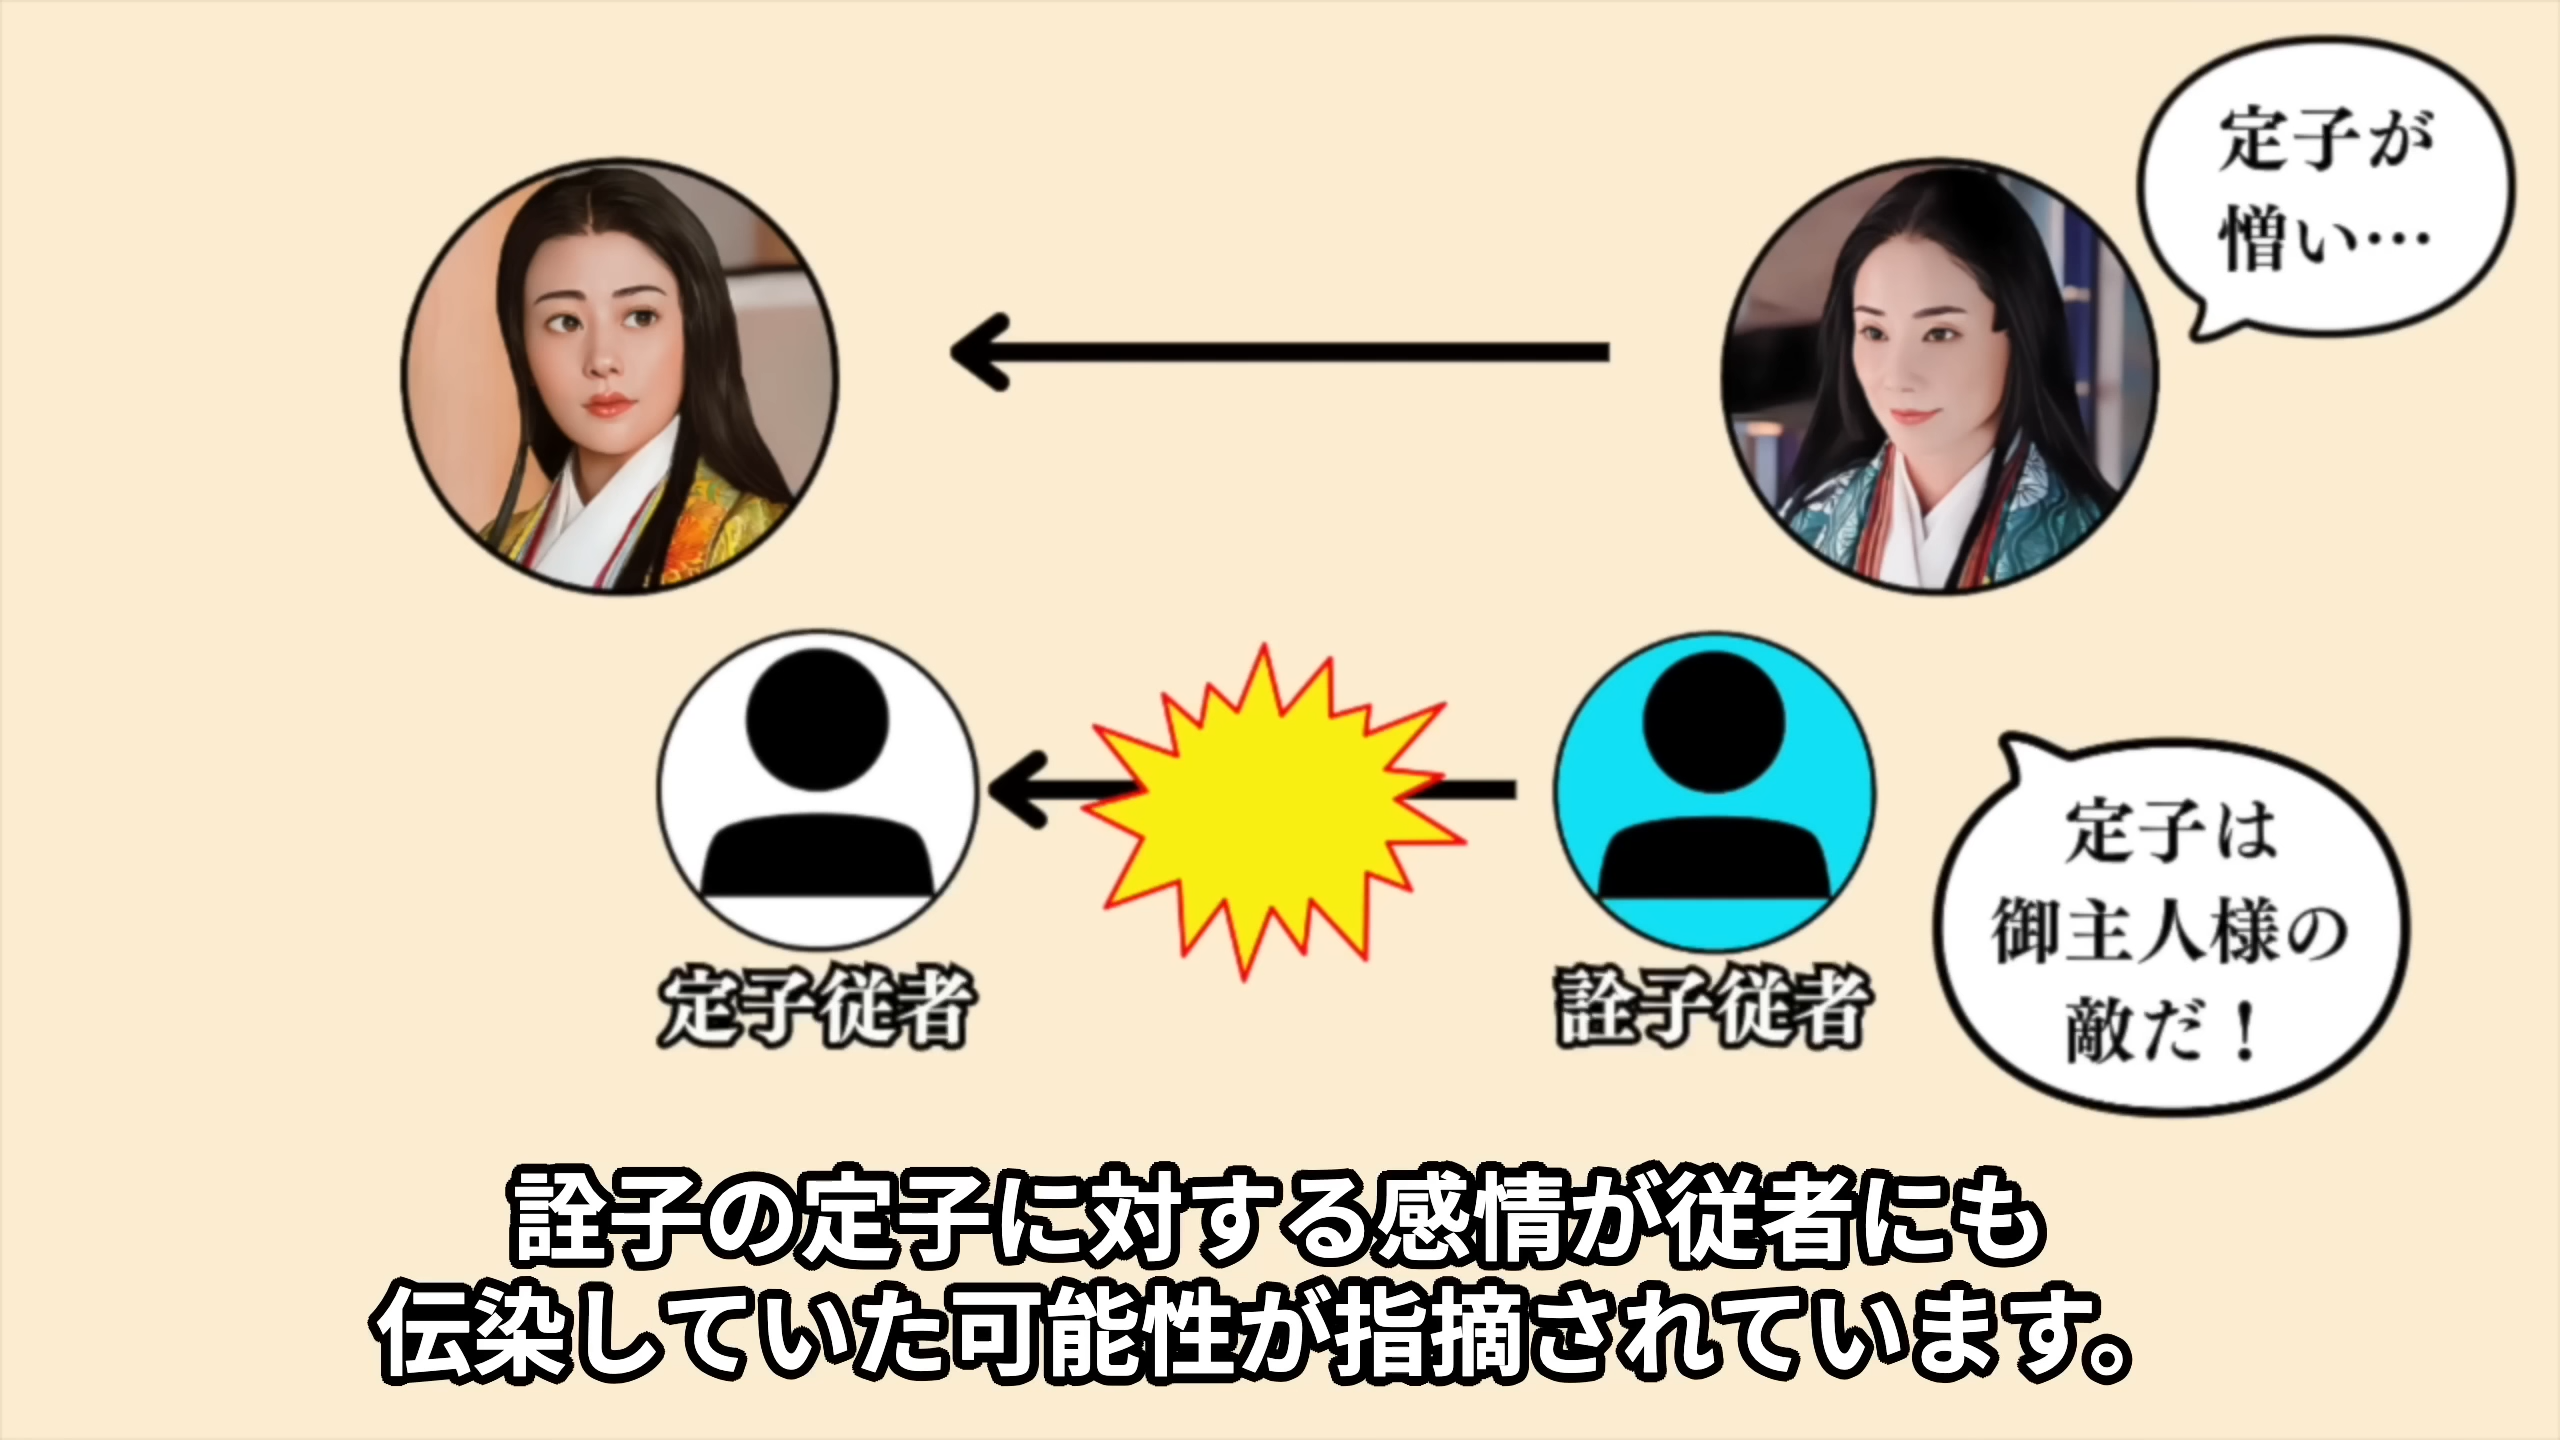 定子が
憎い…
定子は
御主人様の
敵だ！
定子従者
詮子従者
詮子の定子に対する感情が従者にも
伝染していた可能性が指摘されています。